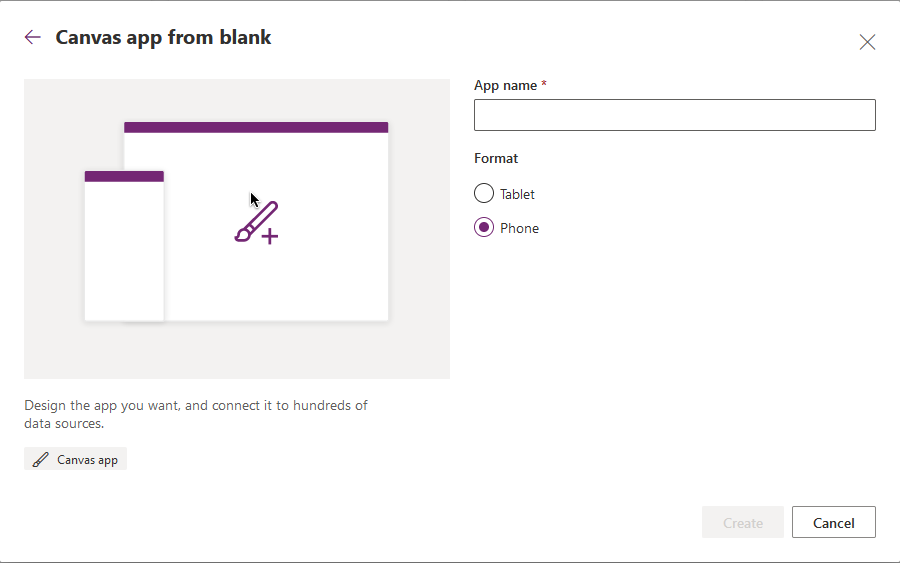 Canvas app from blank
App name *
Format
Tablet
Phone
Design the app you want, and connect it to hundreds of
data sources.
Canvas app
Create
Cancel